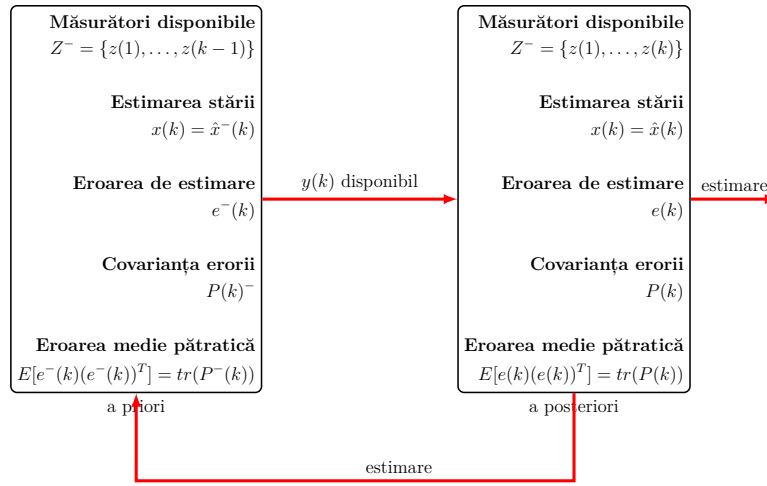 Măsurători disponibile
Z⁻ = {z(1), . . . , z(k − 1)}
Estimarea stării
x(k) = x̂⁻(k)
Eroarea de estimare
e⁻(k)
Covarianța erorii
P(k)⁻
Eroarea medie pătratică
E[e⁻(k)(e⁻(k))ᵀ] = tr(P⁻(k))
a priori
y(k) disponibil
Măsurători disponibile
Z⁻ = {z(1), . . . , z(k)}
Estimarea stării
x(k) = x̂(k)
Eroarea de estimare
e(k)
Covarianța erorii
P(k)
Eroarea medie pătratică
E[e(k)(e(k))ᵀ] = tr(P(k))
a posteriori
estimare
estimare